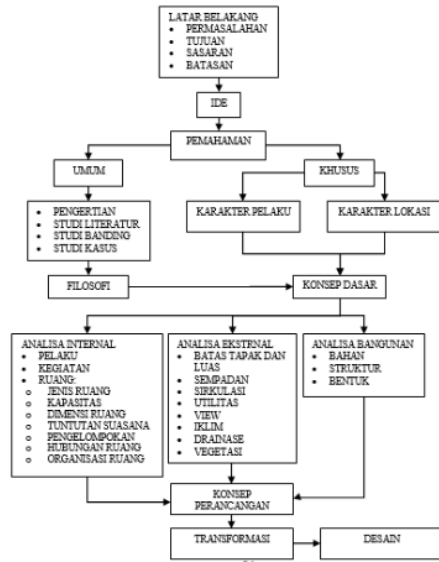 LATAR BELAKANG
• PERMASALAHAN
• TUJUAN
• SASARAN
• BATASAN
IDE
PEMAHAMAN
UMUM
KHUSUS
• PENGERTIAN
• STUDI LITERATUR
• STUDI BANDING
• STUDI KASUS
KARAKTER PELAKU
KARAKTER LOKASI
FILOSOFI
KONSEP DASAR
ANALISA INTERNAL
• PELAKU
• KEGIATAN
• RUANG:
o JENIS RUANG
o KAPASITAS
o DIMENSI RUANG
o TUNTUTAN SUASANA
o PENGELOMPOKAN
o HUBUNGAN RUANG
o ORGANISASI RUANG
ANALISA EKSTRNAL
• BATAS TAPAK DAN
LUAS
• SEMPADAN
• SIRKULASI
• UTILITAS
• VIEW
• IKLIM
• DRAINASE
• VEGETASI
ANALISA BANGUNAN
• BAHAN
• STRUKTUR
• BENTUK
KONSEP
PERANCANGAN
TRANSFORMASI
DESAIN